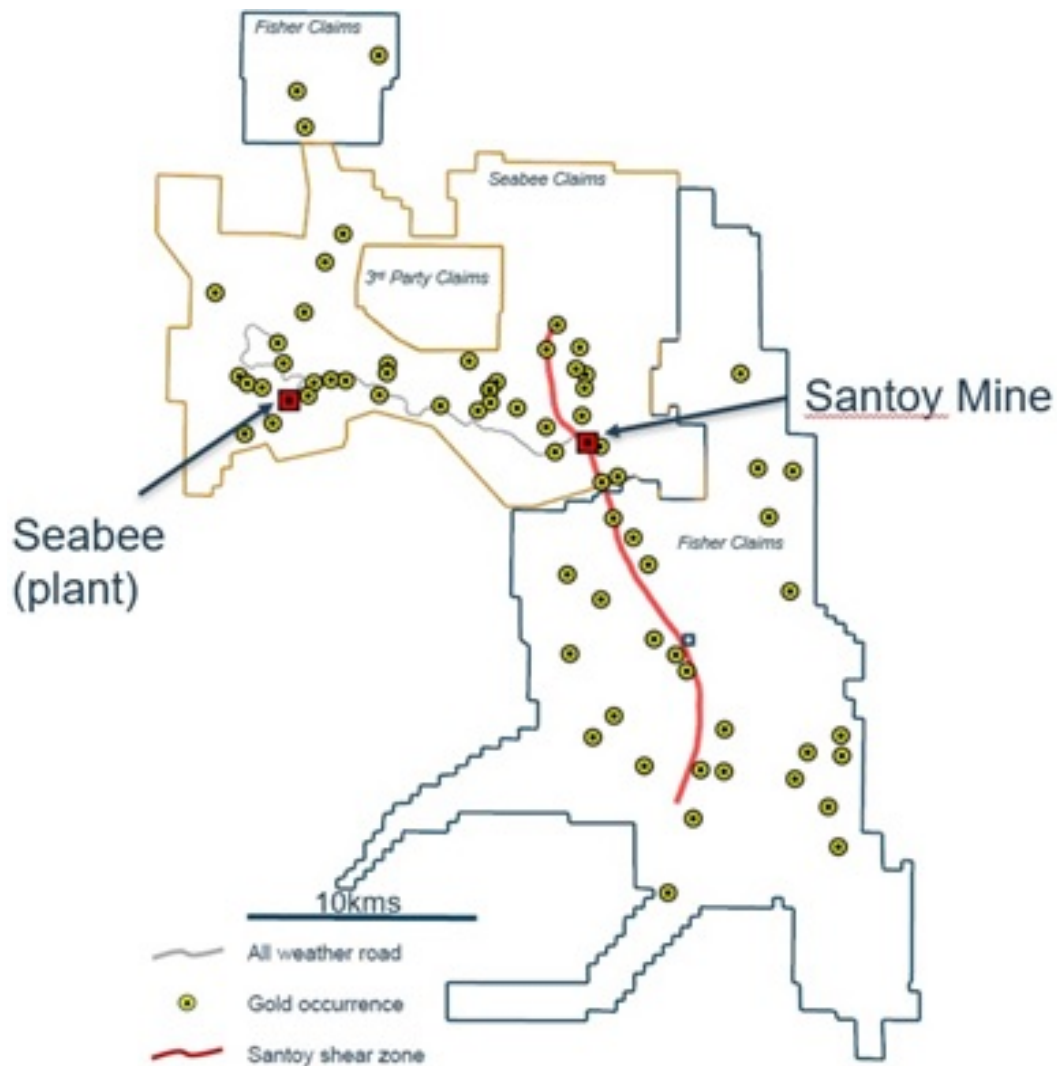 Fisher Claims
Seabee Claims
3rd Party Claims
Santoy Mine
Seabee
(plant)
Fisher Claims
10kms
All weather road
Gold occurrence
Santoy shear zone